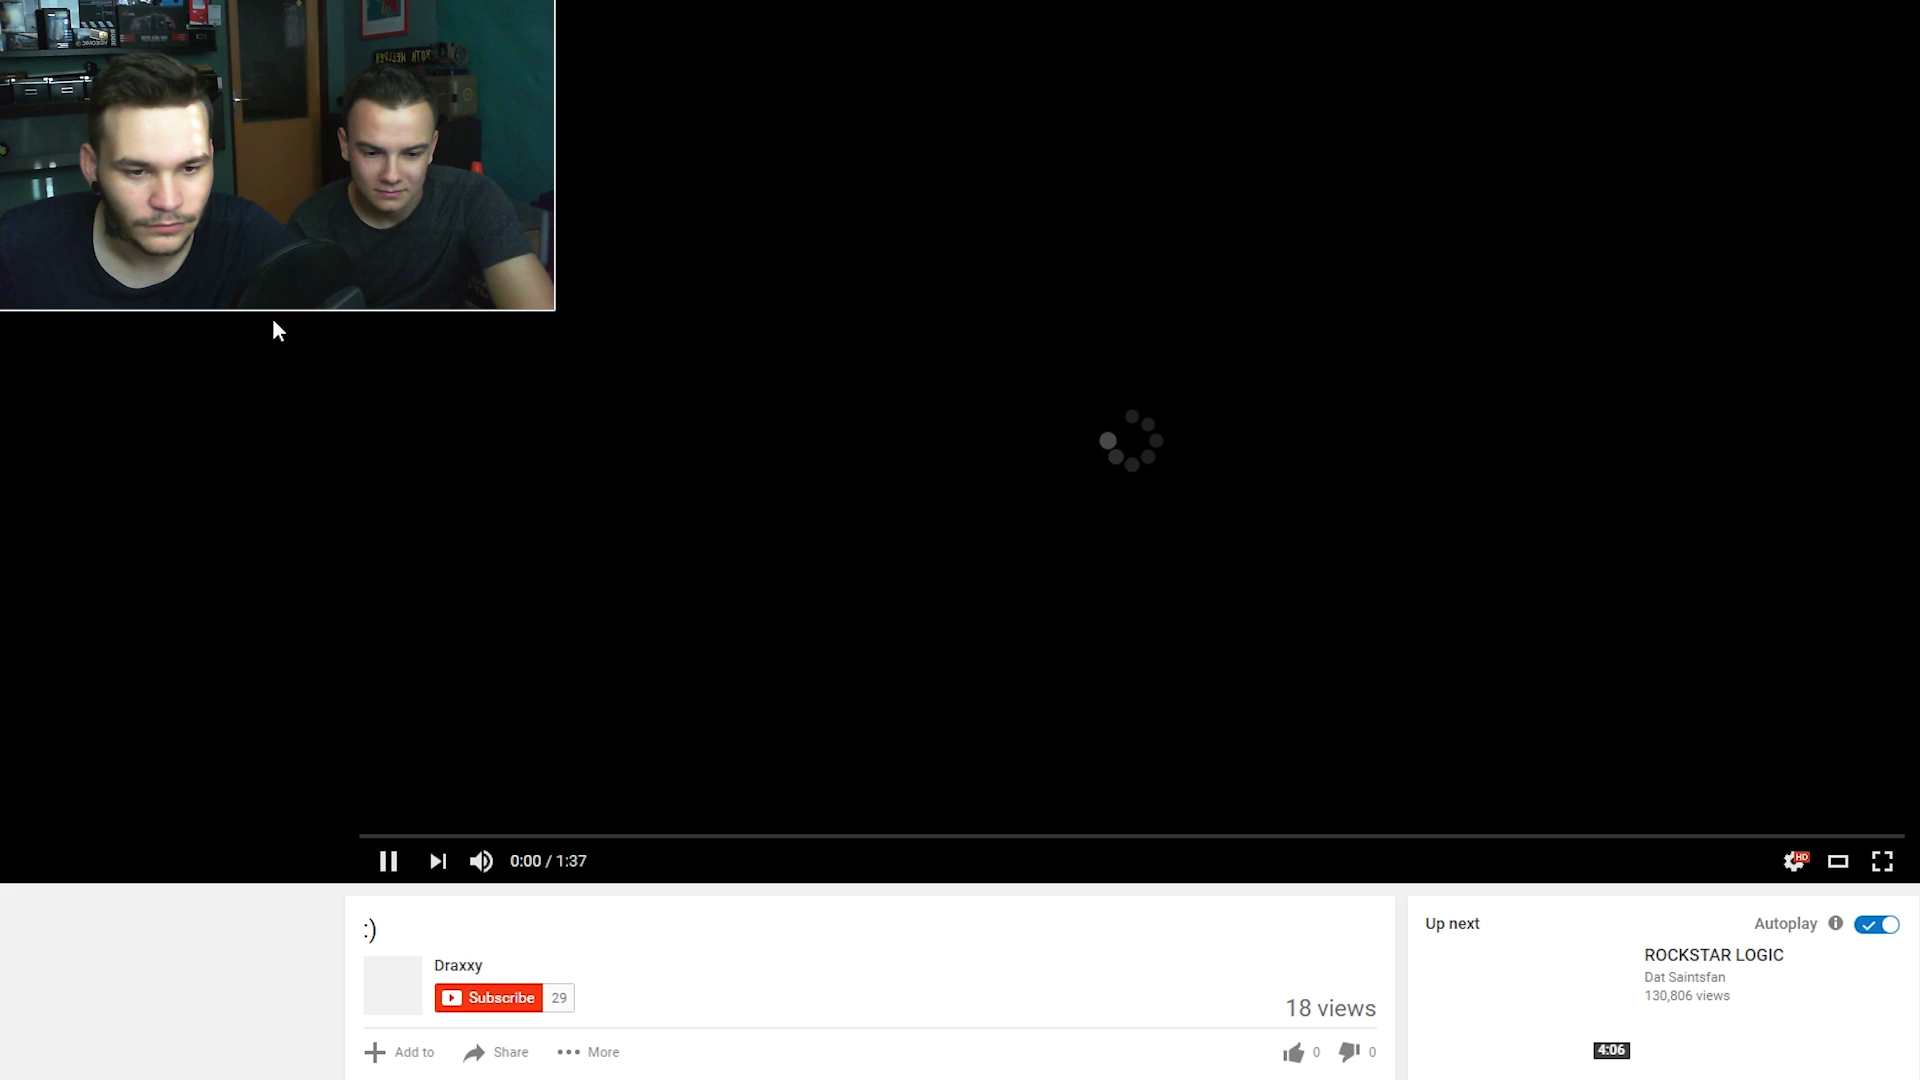 0:00 / 1:37
HD
:)
Draxxy
Subscribe 29
18 views
Add to
Share
More
0
0
Up next
Autoplay
ROCKSTAR LOGIC
Dat Saintsfan
130,806 views
4:06